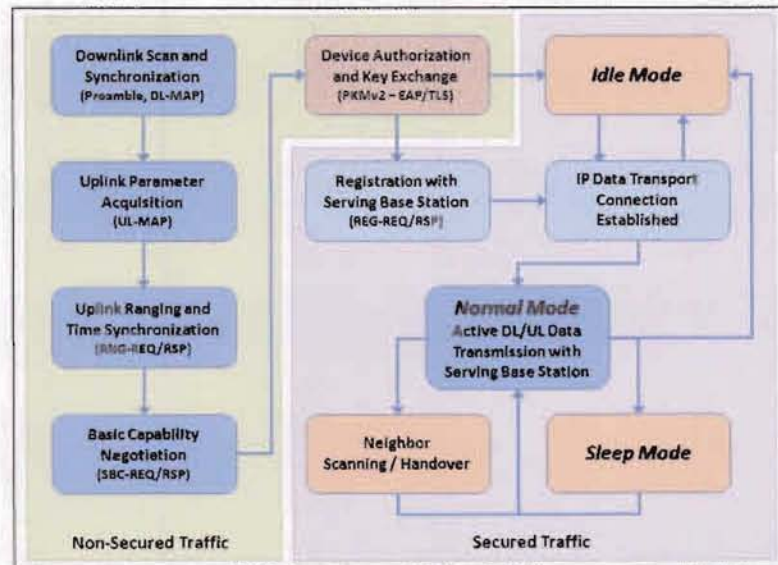 Downlink Scan and
Synchronization
(Preamble, DL-MAP)
Uplink Parameter
Acquisition
(UL-MAP)
Uplink Ranging and
Time Synchronization
(RNG-REQ/RSP)
Basic Capability
Negotiation
(SBC-REQ/RSP)
Non-Secured Traffic
Device Authorization
and Key Exchange
(PKMv2 – EAP/TLS)
Idle Mode
Registration with
Serving Base Station
(REG-REQ/RSP)
IP Data Transport
Connection
Established
Normal Mode
Active DL/UL Data
Transmission with
Serving Base Station
Neighbor
Scanning / Handover
Sleep Mode
Secured Traffic